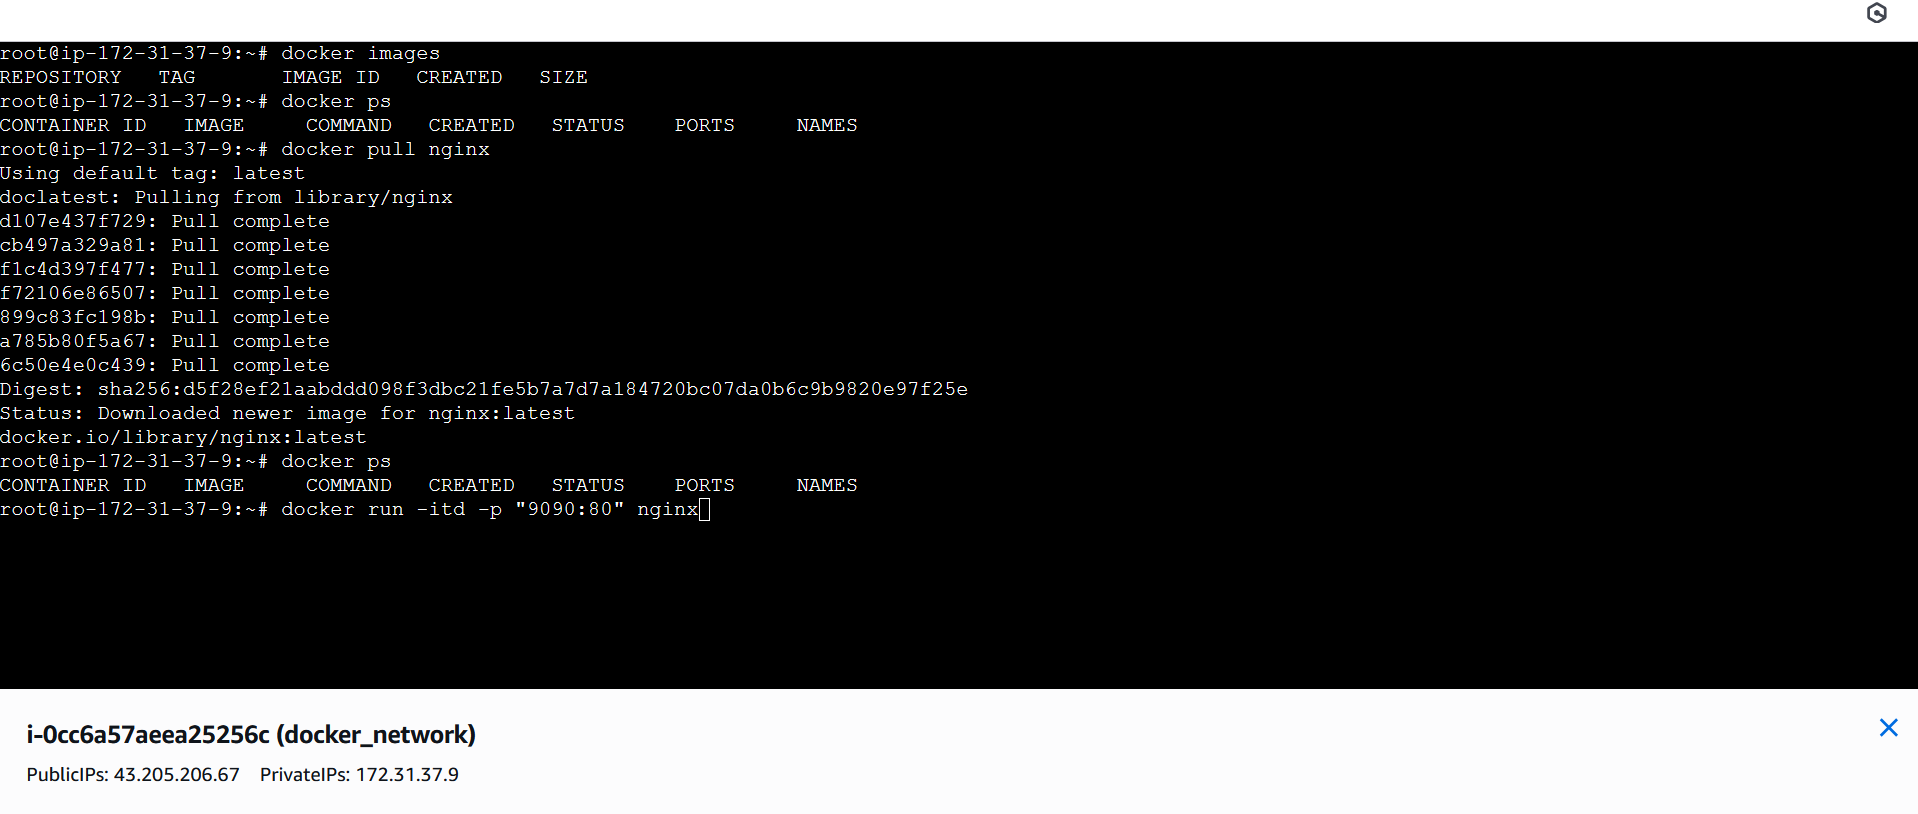 root@ip-172-31-37-9:~# docker images
REPOSITORY   TAG       IMAGE ID   CREATED   SIZE
root@ip-172-31-37-9:~# docker ps
CONTAINER ID   IMAGE     COMMAND   CREATED   STATUS    PORTS     NAMES
root@ip-172-31-37-9:~# docker pull nginx
Using default tag: latest
doclatest: Pulling from library/nginx
d107e437f729: Pull complete
cb497a329a81: Pull complete
f1c4d397f477: Pull complete
f72106e86507: Pull complete
899c83fc198b: Pull complete
a785b80f5a67: Pull complete
6c50e4e0c439: Pull complete
Digest: sha256:d5f28ef21aabddd098f3dbc21fe5b7a7d7a184720bc07da0b6c9b9820e97f25e
Status: Downloaded newer image for nginx:latest
docker.io/library/nginx:latest
root@ip-172-31-37-9:~# docker ps
CONTAINER ID   IMAGE     COMMAND   CREATED   STATUS    PORTS     NAMES
root@ip-172-31-37-9:~# docker run -itd -p "9090:80" nginx
i-0cc6a57aeea25256c (docker_network)
PublicIPs: 43.205.206.67   PrivateIPs: 172.31.37.9